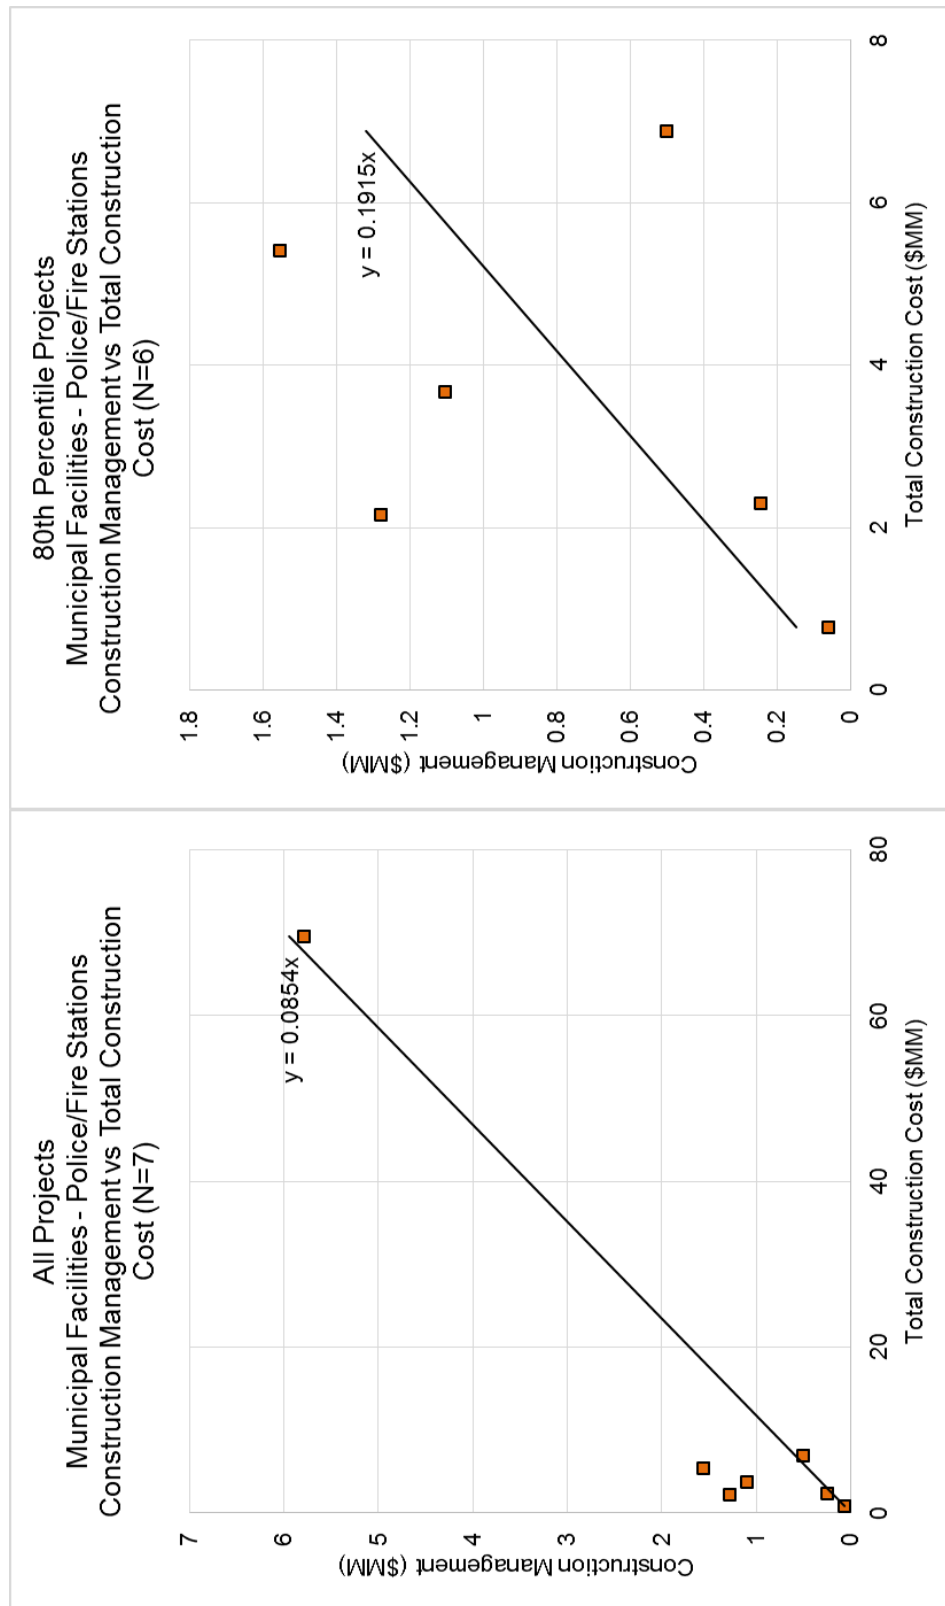 All Projects
Municipal Facilities - Police/Fire Stations
Construction Management vs Total Construction
Cost (N=7)
7
6
5
4
3
2
1
0
Construction Management ($MM)
y = 0.0854x
0
20
40
60
80
Total Construction Cost ($MM)
80th Percentile Projects
Municipal Facilities - Police/Fire Stations
Construction Management vs Total Construction
Cost (N=6)
1.8
1.6
1.4
1.2
1
0.8
0.6
0.4
0.2
0
Construction Management ($MM)
y = 0.1915x
0
2
4
6
8
Total Construction Cost ($MM)